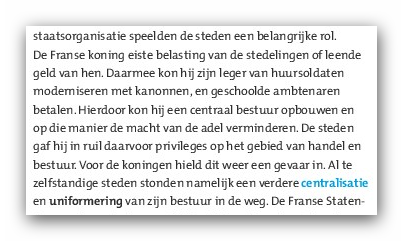 staatsorganisatie speelden de steden een belangrijke rol.
De Franse koning eiste belasting van de stedelingen of leende
geld van hen. Daarmee kon hij zijn leger van huursoldaten
moderniseren met kanonnen, en geschoolde ambtenaren
betalen. Hierdoor kon hij een centraal bestuur opbouwen en
op die manier de macht van de adel verminderen. De steden
gaf hij in ruil daarvoor privileges op het gebied van handel en
bestuur. Voor de koningen hield dit weer een gevaar in. Al te
zelfstandige steden stonden namelijk een verdere centralisatie
en uniformering van zijn bestuur in de weg. De Franse Staten-